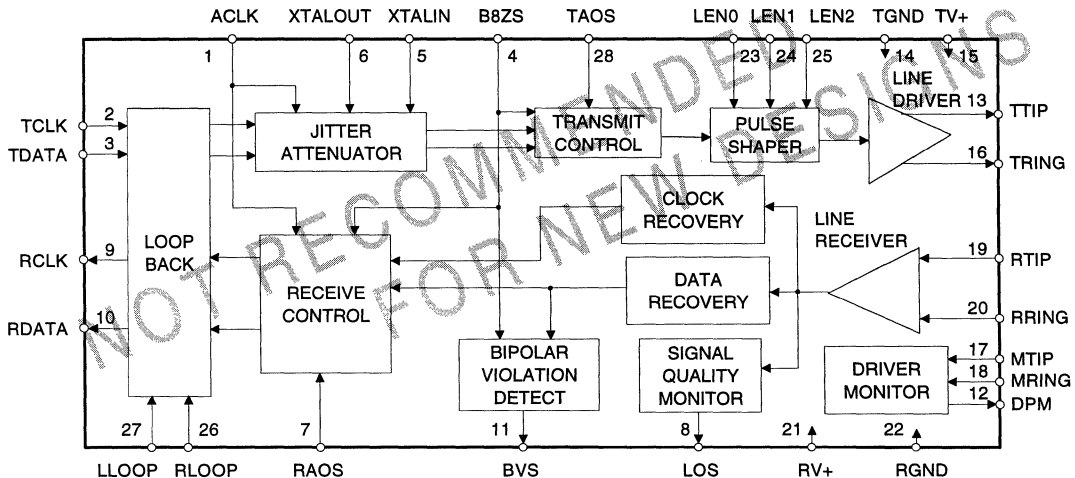 ACLK XTALOUT XTALIN B8ZS TAOS LEN0 LEN1 LEN2 TGND TV+
1 6 5 4 28 23 24 25 14 15
LINE
DRIVER 13
TTIP
2
TCLK
3
TDATA
JITTER
ATTENUATOR
TRANSMIT
CONTROL
PULSE
SHAPER
16
TRING
CLOCK
RECOVERY
LINE
RECEIVER
LOOP
BACK
9
RCLK
19
RTIP
RECEIVE
CONTROL
DATA
RECOVERY
10
RDATA
20
RRING
BIPOLAR
VIOLATION
DETECT
SIGNAL
QUALITY
MONITOR
DRIVER
MONITOR
17
MTIP
18
MRING
12
DPM
27 26 7 11 8 21 22
LLOOP RLOOP RAOS BVS LOS RV+ RGND
NOT RECOMMENDED
FOR NEW DESIGNS